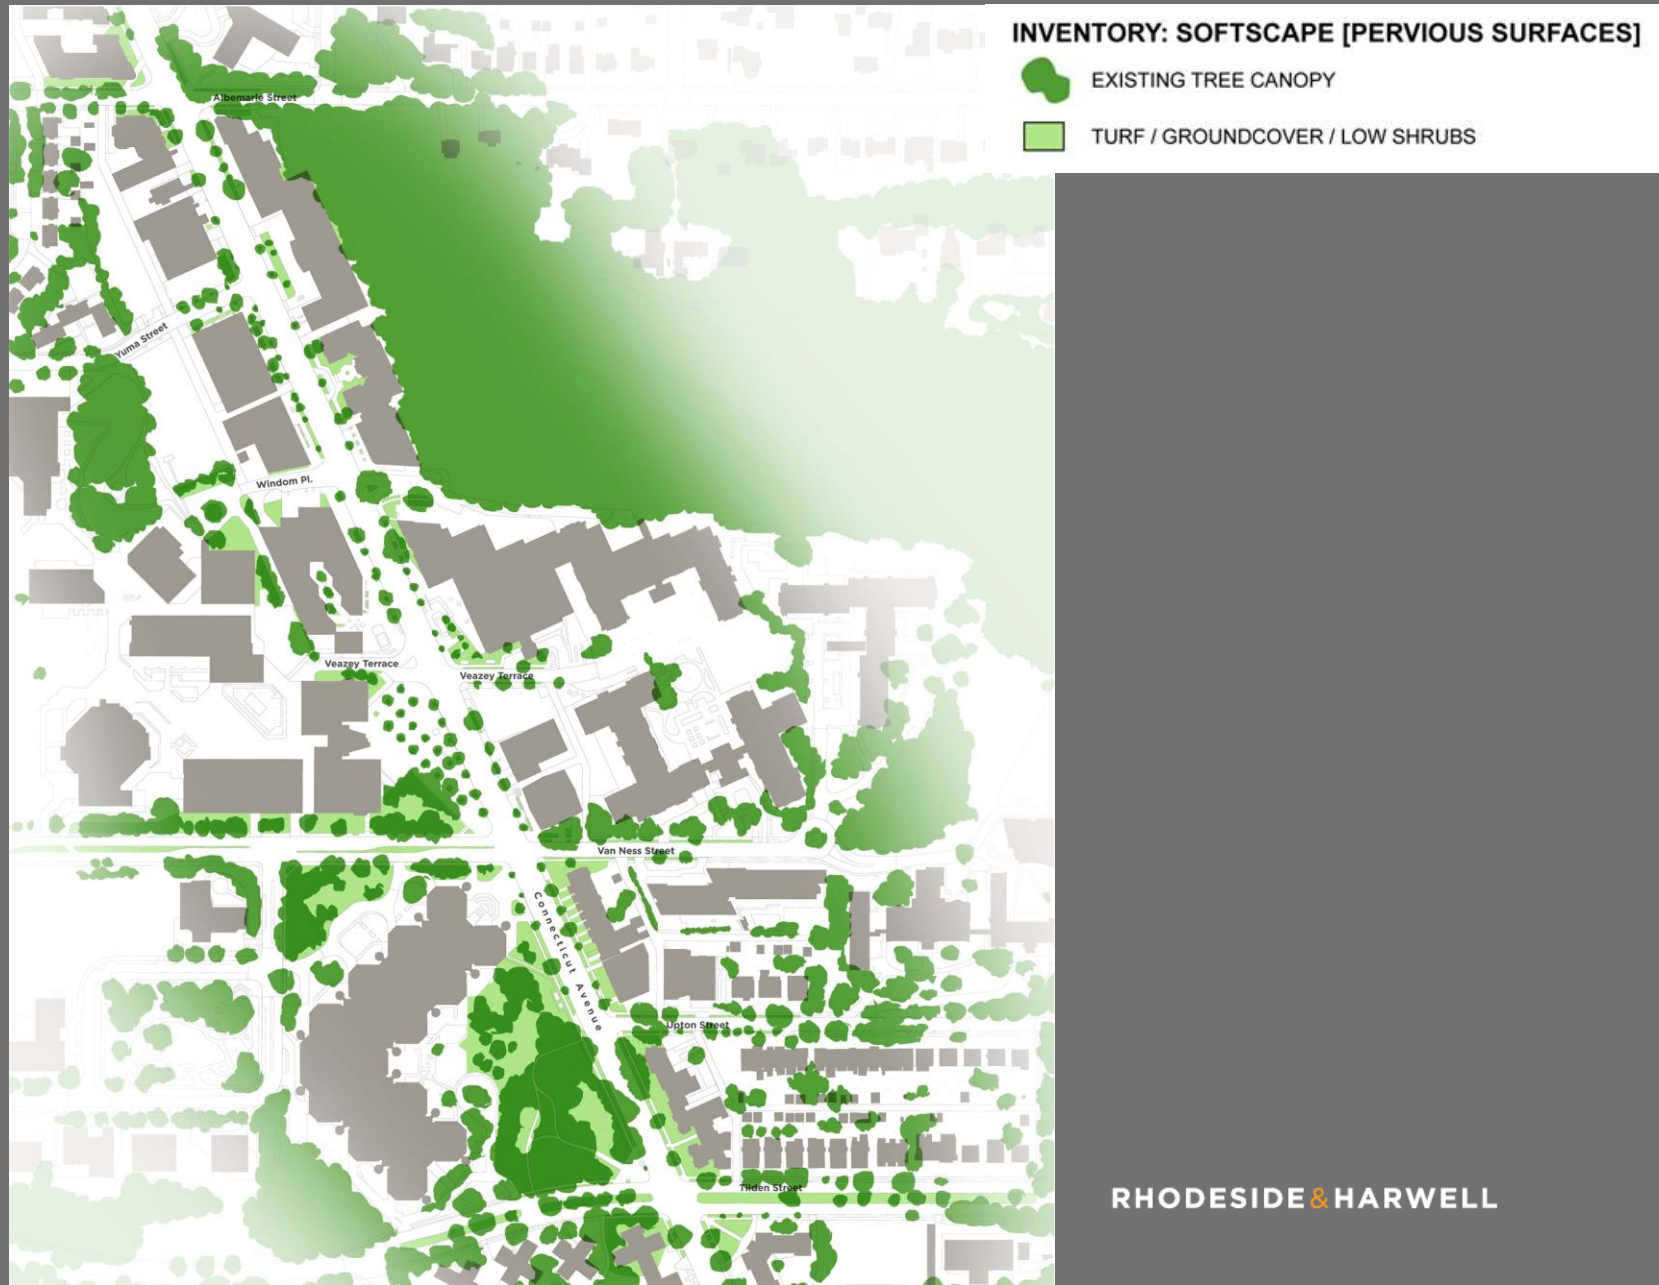 INVENTORY: SOFTSCAPE [PERVIOUS SURFACES]
EXISTING TREE CANOPY
TURF / GROUNDCOVER / LOW SHRUBS
Albemarle Street
Yuma Street
Windom Pl.
Veazey Terrace
Veazey Terrace
Van Ness Street
Connecticut Avenue
Upton Street
Tilden Street
RHODESIDE&HARWELL